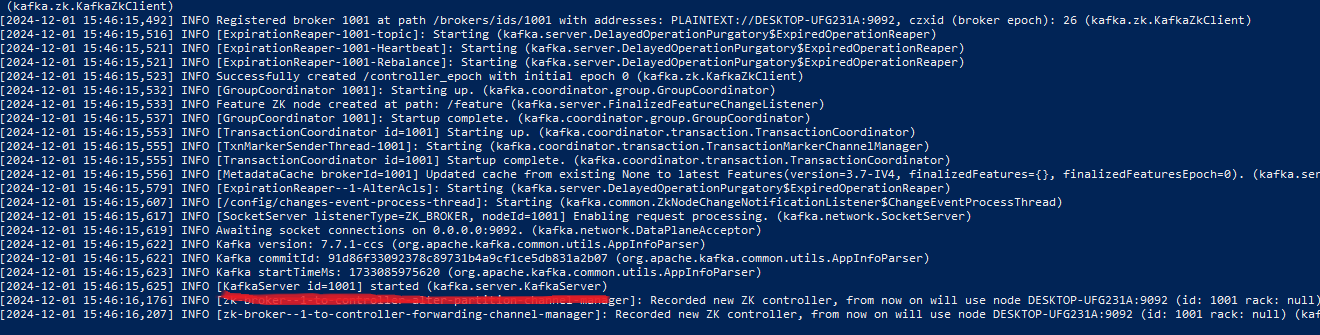 (kafka.zk.KafkaZkClient)
[2024-12-01 15:46:15,492] INFO Registered broker 1001 at path /brokers/ids/1001 with addresses: PLAINTEXT://DESKTOP-UFG231A:9092, czxid (broker epoch): 26 (kafka.zk.KafkaZkClient)
[2024-12-01 15:46:15,516] INFO [ExpirationReaper-1001-topic]: Starting (kafka.server.DelayedOperationPurgatory$ExpiredOperationReaper)
[2024-12-01 15:46:15,521] INFO [ExpirationReaper-1001-Heartbeat]: Starting (kafka.server.DelayedOperationPurgatory$ExpiredOperationReaper)
[2024-12-01 15:46:15,521] INFO [ExpirationReaper-1001-Rebalance]: Starting (kafka.server.DelayedOperationPurgatory$ExpiredOperationReaper)
[2024-12-01 15:46:15,523] INFO Successfully created /controller_epoch with initial epoch 0 (kafka.zk.KafkaZkClient)
[2024-12-01 15:46:15,532] INFO [GroupCoordinator 1001]: Starting up. (kafka.coordinator.group.GroupCoordinator)
[2024-12-01 15:46:15,533] INFO Feature ZK node created at path: /feature (kafka.server.FinalizedFeatureChangeListener)
[2024-12-01 15:46:15,537] INFO [GroupCoordinator 1001]: Startup complete. (kafka.coordinator.group.GroupCoordinator)
[2024-12-01 15:46:15,553] INFO [TransactionCoordinator id=1001] Starting up. (kafka.coordinator.transaction.TransactionCoordinator)
[2024-12-01 15:46:15,555] INFO [TxnMarkerSenderThread-1001]: Starting (kafka.coordinator.transaction.TransactionMarkerChannelManager)
[2024-12-01 15:46:15,555] INFO [TransactionCoordinator id=1001] Startup complete. (kafka.coordinator.transaction.TransactionCoordinator)
[2024-12-01 15:46:15,556] INFO [MetadataCache brokerId=1001] Updated cache from existing None to latest Features(version=3.7-IV4, finalizedFeatures={}, finalizedFeaturesEpoch=0). (kafka.ser
[2024-12-01 15:46:15,579] INFO [ExpirationReaper--1-AlterAcls]: Starting (kafka.server.DelayedOperationPurgatory$ExpiredOperationReaper)
[2024-12-01 15:46:15,607] INFO [/config/changes-event-process-thread]: Starting (kafka.common.ZkNodeChangeNotificationListener$ChangeEventProcessThread)
[2024-12-01 15:46:15,617] INFO [SocketServer listenerType=ZK_BROKER, nodeId=1001] Enabling request processing. (kafka.network.SocketServer)
[2024-12-01 15:46:15,619] INFO Awaiting socket connections on 0.0.0.0:9092. (kafka.network.DataPlaneAcceptor)
[2024-12-01 15:46:15,622] INFO Kafka version: 7.7.1-ccs (org.apache.kafka.common.utils.AppInfoParser)
[2024-12-01 15:46:15,622] INFO Kafka commitId: 91d86f33092378c89731b4a9cf1ce5db831a2b07 (org.apache.kafka.common.utils.AppInfoParser)
[2024-12-01 15:46:15,623] INFO Kafka startTimeMs: 1733085975620 (org.apache.kafka.common.utils.AppInfoParser)
[2024-12-01 15:46:15,625] INFO [KafkaServer id=1001] started (kafka.server.KafkaServer)
[2024-12-01 15:46:16,176] INFO [zk-broker--1-to-controller-alter-partition-channel-manager]: Recorded new ZK controller, from now on will use node DESKTOP-UFG231A:9092 (id: 1001 rack: null)
[2024-12-01 15:46:16,207] INFO [zk-broker--1-to-controller-forwarding-channel-manager]: Recorded new ZK controller, from now on will use node DESKTOP-UFG231A:9092 (id: 1001 rack: null) (ka